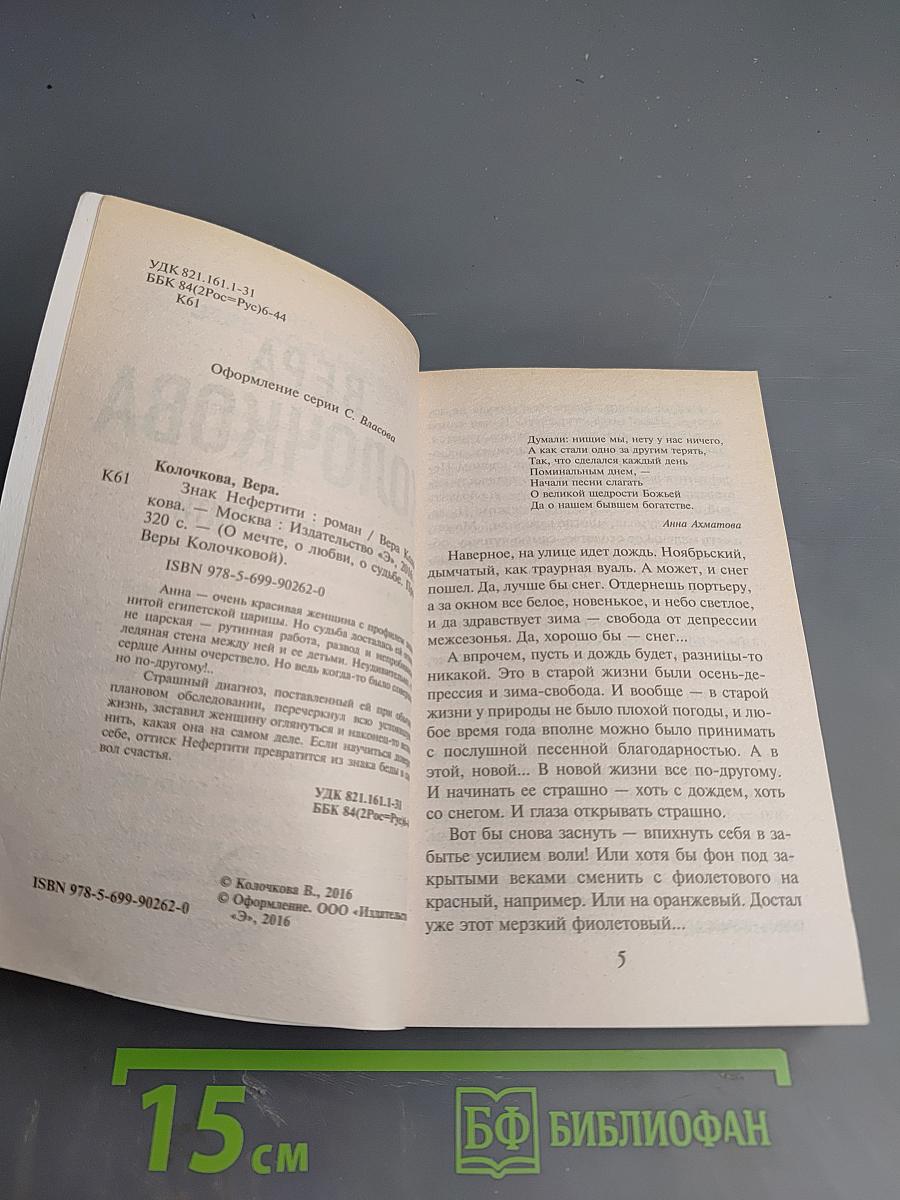 УДК 821.161.1-31
ББК 84(2Рос=Рус)6-44
К61
Оформление серии С. Власова
Колочкова, Вера.
К61
Знак Нефертити : роман / Вера
кова. — Москва : Издательство «Э», 2016.
320 с. — (О мечте, о любви, о судьбе.
Веры Колочковой).
ISBN 978-5-699-90262-0
Анна — очень красивая женщина с профилем
нитой египетской царицы. Но судьба досталась ей
не царская — рутинная работа, развод и
ледяная стена между ней и ее детьми. Неудивительно,
сердце Анны очерствело. Но ведь когда-то было
но по-другому!..
Страшный диагноз, поставленный ей при
плановом обследовании, перечеркнул всю
жизнь, заставил женщину оглянуться и наконец-то
нить, какая она на самом деле. Если научиться
себе, оттиск Нефертити превратится из знака беды в
вол счастья.
УДК 821.161.1-31
ББК 84(2Рос=Рус)6-
ISBN 978-5-699-90262-0
© Колочкова В., 2016
© Оформление. ООО
«Э», 2016
Думали: нищие мы, нету у нас ничего,
А как стали одно за другим терять,
Так, что сделался каждый день
Поминальным днем, —
Начали песни слагать
О великой щедрости Божьей
Да о нашем бывшем богатстве.
Анна Ахматова
Наверное, на улице идет дождь. Ноябрьский,
дымчатый, как траурная вуаль. А может, и снег
пошел. Да, лучше бы снег. Отдернешь портьеру,
а за окном все белое, новенькое, и небо светлое,
и да здравствует зима — свобода от депрессии
межсезонья. Да, хорошо бы — снег...
А впрочем, пусть и дождь будет, разницы-то
никакой. Это в старой жизни были осень-де-
прессия и зима-свобода. И вообще — в старой
жизни у природы не было плохой погоды, и лю-
бое время года вполне можно было принимать
с послушной песенной благодарностью. А в
этой, новой... В новой жизни все по-другому.
И начинать ее страшно — хоть с дождем, хоть
со снегом. И глаза открывать страшно.
Вот бы снова заснуть — впихнуть себя в за-
бытье усилием воли! Или хотя бы фон под за-
крытыми веками сменить с фиолетового на
красный, например. Или на оранжевый. Достал
уже этот мерзкий фиолетовый...
5
15 см
БФ БИБЛИОФАН